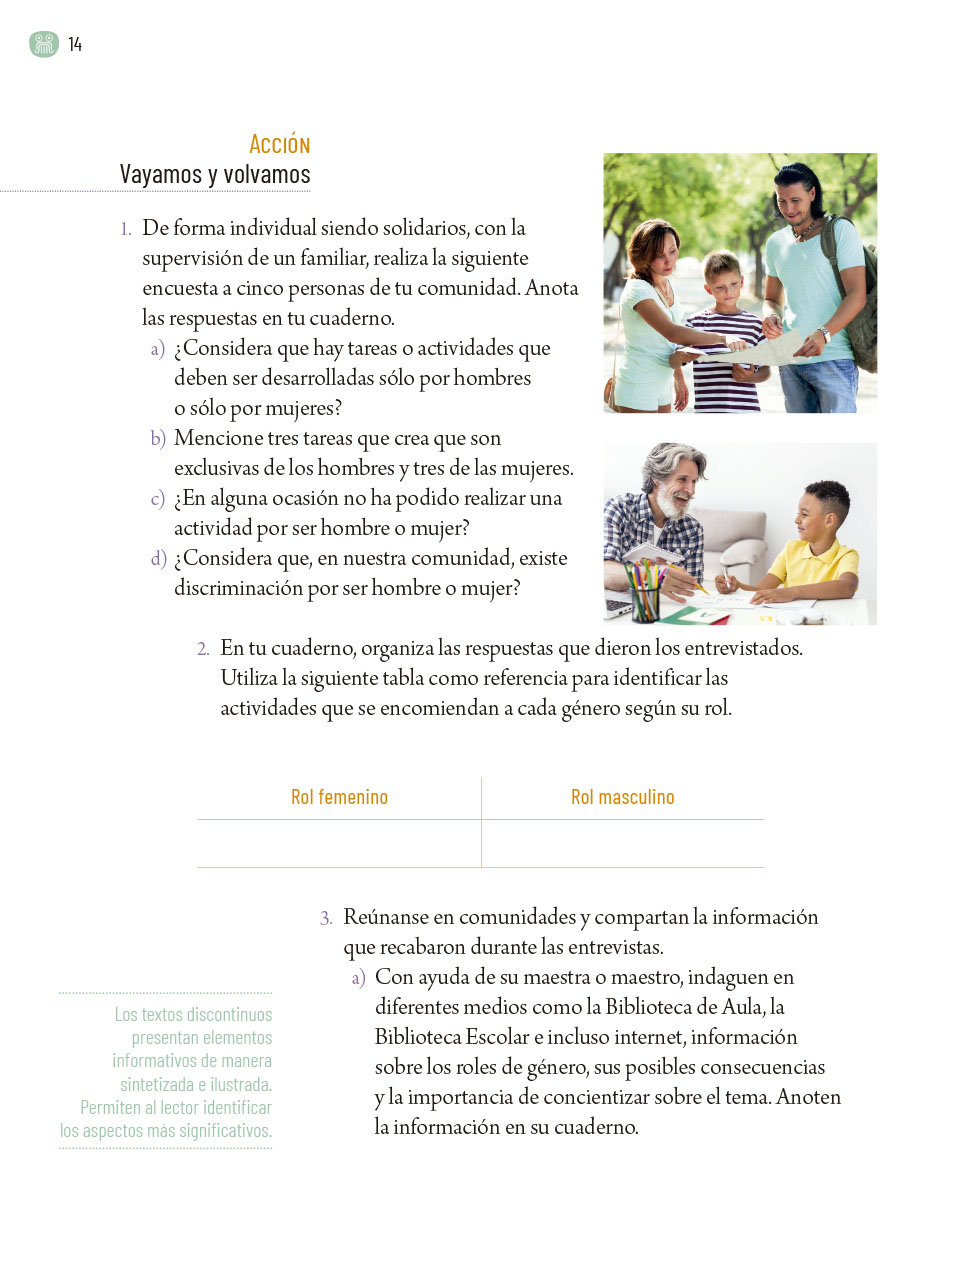 14
Acción
Vayamos y volvamos
1. De forma individual siendo solidarios, con la
supervisión de un familiar, realiza la siguiente
encuesta a cinco personas de tu comunidad. Anota
las respuestas en tu cuaderno.
a) ¿Considera que hay tareas o actividades que
deben ser desarrolladas sólo por hombres
o sólo por mujeres?
b) Mencione tres tareas que crea que son
exclusivas de los hombres y tres de las mujeres.
c) ¿En alguna ocasión no ha podido realizar una
actividad por ser hombre o mujer?
d) ¿Considera que, en nuestra comunidad, existe
discriminación por ser hombre o mujer?
2. En tu cuaderno, organiza las respuestas que dieron los entrevistados.
Utiliza la siguiente tabla como referencia para identificar las
actividades que se encomiendan a cada género según su rol.
Rol femenino Rol masculino
3. Reúnanse en comunidades y compartan la información
que recabaron durante las entrevistas.
a) Con ayuda de su maestra o maestro, indaguen en
diferentes medios como la Biblioteca de Aula, la
Biblioteca Escolar e incluso internet, información
sobre los roles de género, sus posibles consecuencias
y la importancia de concientizar sobre el tema. Anoten
la información en su cuaderno.
Los textos discontinuos
presentan elementos
informativos de manera
sintetizada e ilustrada.
Permiten al lector identificar
los aspectos más significativos.